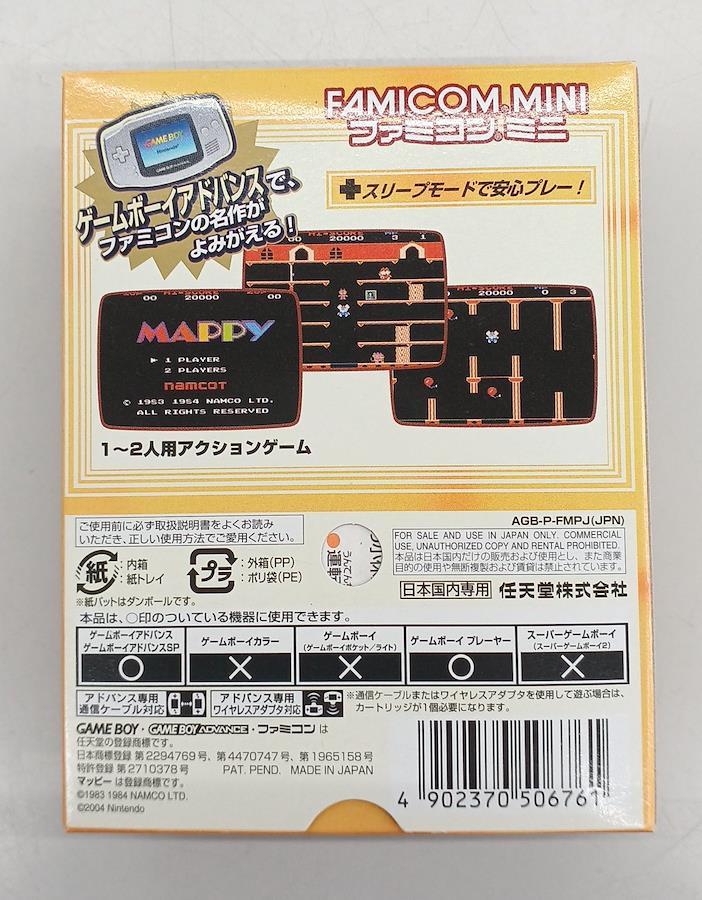 FAMICOM MINI
ファミコン ミニ
GAME BOY
Nintendo
ゲームボーイアドバンスで、
ファミコンの名作が
よみがえる!
スリープモードで安心プレー!
00 20000 3 1
20000 0 3
00 20000 00
MAPPY
1 PLAYER
2 PLAYERS
namcot
© 1983 1984 NAMCO LTD.
ALL RIGHTS RESERVED
1〜2人用アクションゲーム
AGB-P-FMPJ(JPN)
ご使用前に必ず取扱説明書をよくお読み
いただき、正しい使用方法でご愛用ください。
FOR SALE AND USE IN JAPAN ONLY. COMMERCIAL
USE, UNAUTHORIZED COPY AND RENTAL PROHIBITED.
本品は日本国内だけの販売および使用とし、また商業
目的の使用や無断複製および賃貸は禁止されています。
紙 :内箱
:紙トレイ
プラ :外箱(PP)
:ポリ袋(PE)
※紙パットはダンボールです。
日本国内専用 任天堂株式会社
本品は、○印のついている機器に使用できます。
ゲームボーイアドバンス
ゲームボーイアドバンスSP
○
ゲームボーイカラー
×
ゲームボーイ
(ゲームボーイポケット/ライト)
×
ゲームボーイ プレーヤー
○
スーパーゲームボーイ
(スーパーゲームボーイ2)
×
アドバンス専用
通信ケーブル対応
アドバンス専用
ワイヤレスアダプタ対応
※通信ケーブルまたはワイヤレスアダプタを使用して遊ぶ場合は、
カートリッジが1個必要になります。
GAME BOY・GAME BOY ADVANCE・ファミコン は
任天堂の登録商標です。
日本商標登録 第2294769号、第4470747号、第1965158号
特許登録 第2710378号 PAT. PEND. MADE IN JAPAN
マッピー は登録商標です。
©1983 1984 NAMCO LTD.
©2004 Nintendo
4 902370 506761